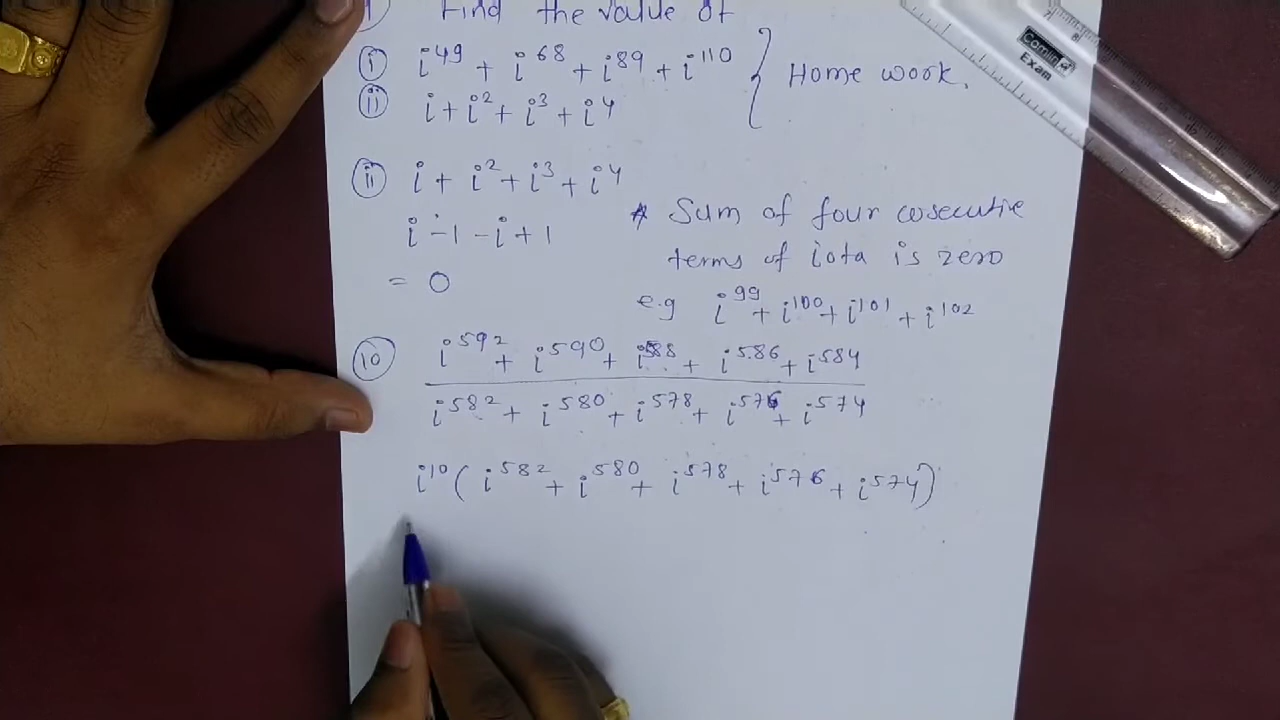 Find the value of
(i) i^49 + i^68 + i^89 + i^110
(ii) i + i^2 + i^3 + i^4
} Home work.
(ii) i + i^2 + i^3 + i^4
i - 1 - i + 1
= 0
* Sum of four cosecutive
terms of iota is zero
e.g i^99 + i^100 + i^101 + i^102
(10) i^592 + i^590 + i^588 + i^586 + i^584
i^582 + i^580 + i^578 + i^576 + i^574
i^10 ( i^582 + i^580 + i^578 + i^576 + i^574 )
Exam